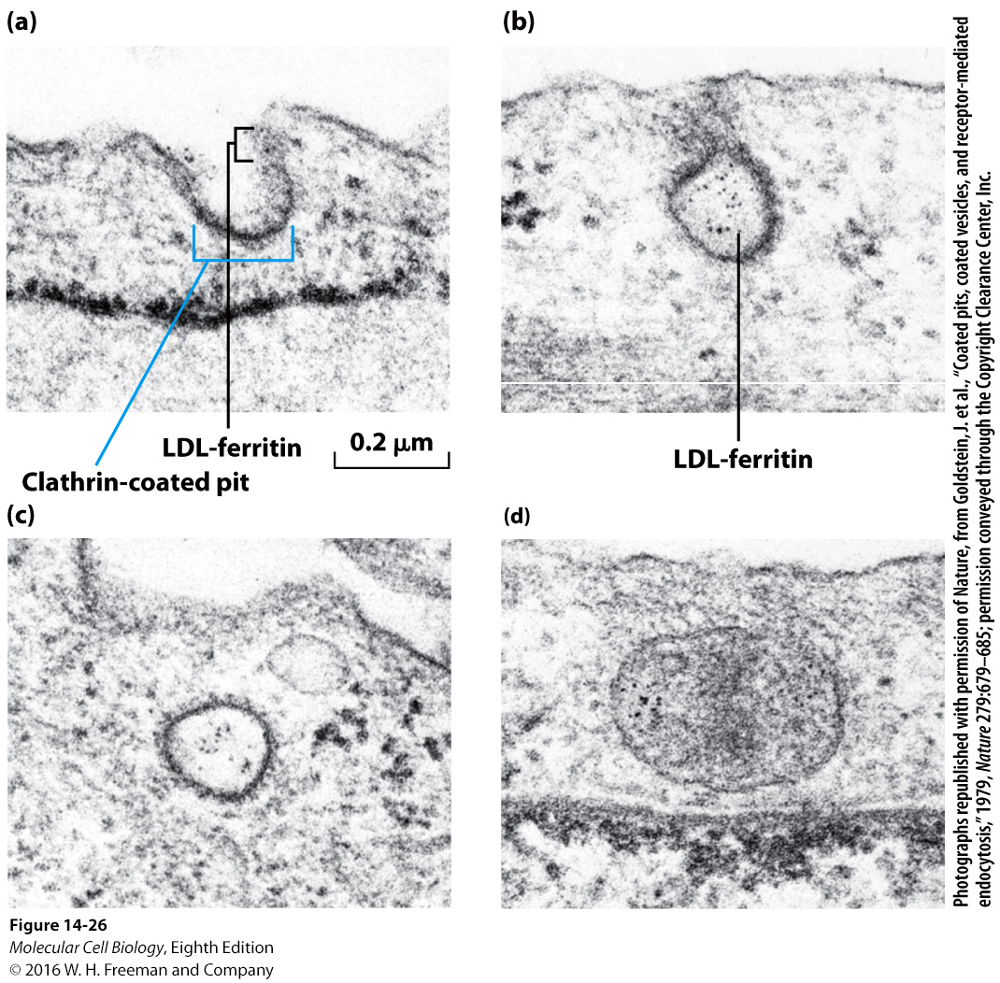 (a)
(b)
LDL-ferritin
0.2 μm
Clathrin-coated pit
LDL-ferritin
(c)
(d)
Photographs republished with permission of Nature, from Goldstein, J. et al., "Coated pits, coated vesicles, and receptor-mediated
endocytosis," 1979, Nature 279:679–685; permission conveyed through the Copyright Clearance Center, Inc.
Figure 14-26
Molecular Cell Biology, Eighth Edition
© 2016 W. H. Freeman and Company